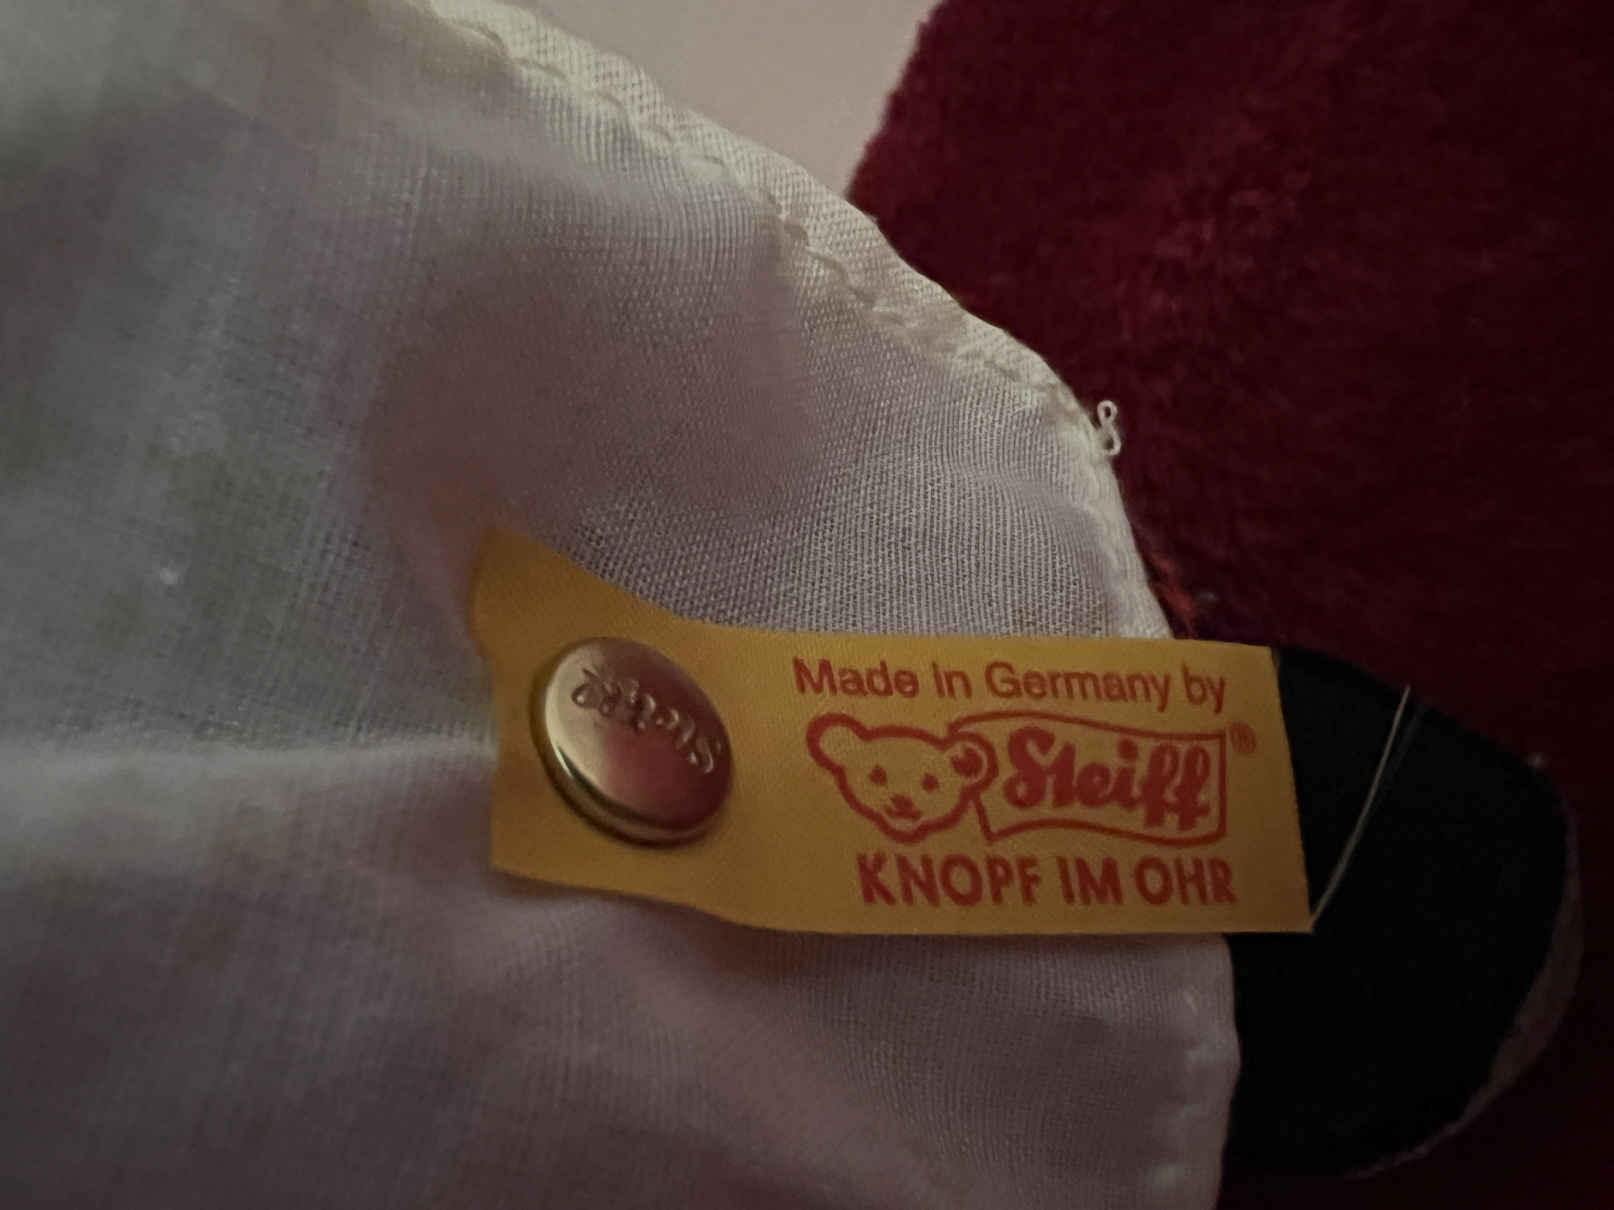 Steiff
Made in Germany by
Steiff®
KNOPF IM OHR